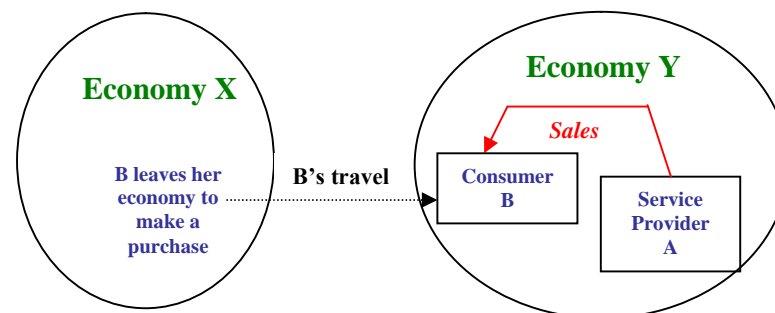 Economy X
B leaves her
economy to
make a
purchase
B's travel
Economy Y
Sales
Consumer
B
Service
Provider
A